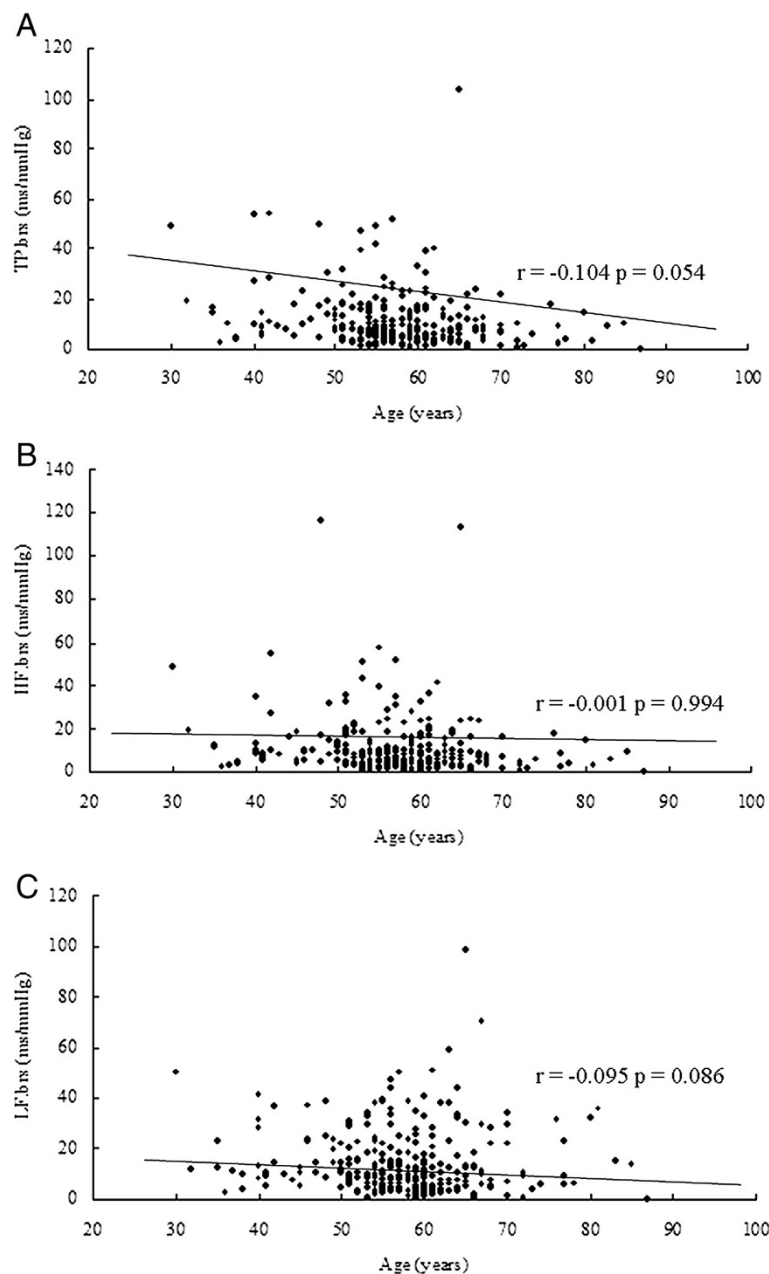 A
120
100
80
60
40
20
0
TP.brs (ms/mmHg)
r = -0.104 p = 0.054
20 30 40 50 60 70 80 90 100
Age (years)
B
140
120
100
80
60
40
20
0
HF.brs (ms/mmHg)
r = -0.001 p = 0.994
20 30 40 50 60 70 80 90 100
Age (years)
C
120
100
80
60
40
20
0
LF.brs (ms/mmHg)
r = -0.095 p = 0.086
20 30 40 50 60 70 80 90 100
Age (years)